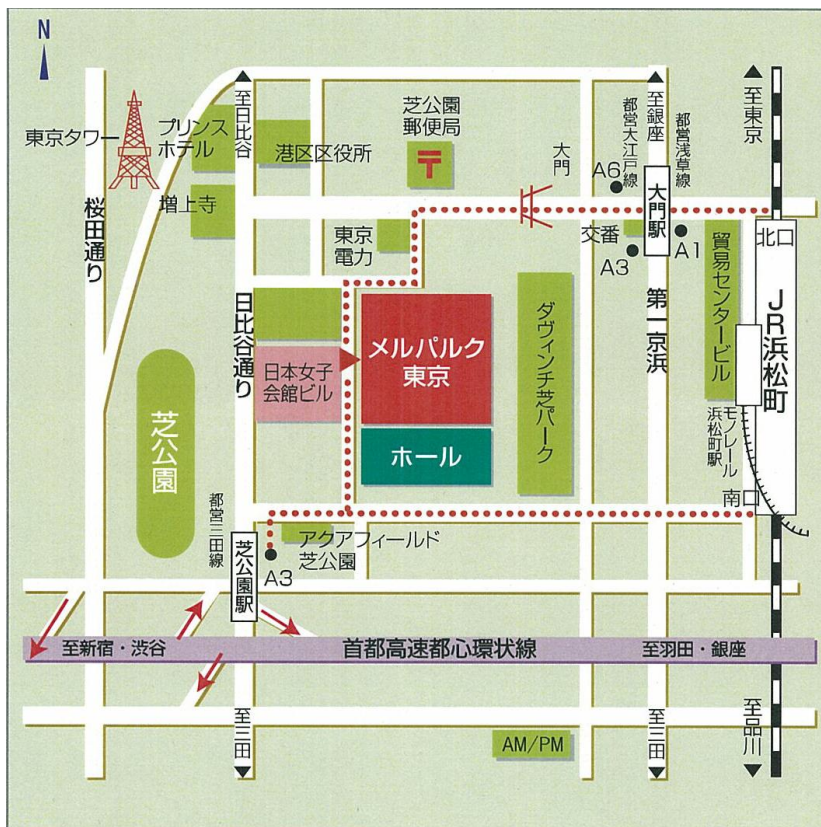 N
東京タワー
桜田通り
プリンス
ホテル
増上寺
至日比谷
港区区役所
芝公園
郵便局
大門
A6
都営大江戸線
至銀座
都営浅草線
大門駅
至東京
東京
電力
交番
A3
A1
北口
貿易センタービル
JR浜松町
モノレール
浜松町駅
南口
第一京浜
ダヴィンチ芝パーク
日比谷通り
メルパルク
東京
日本女子
会館ビル
ホール
芝公園
都営三田線
芝公園駅
A3
アクアフィールド
芝公園
至新宿・渋谷
首都高速都心環状線
至羽田・銀座
至三田
AM/PM
至三田
至品川